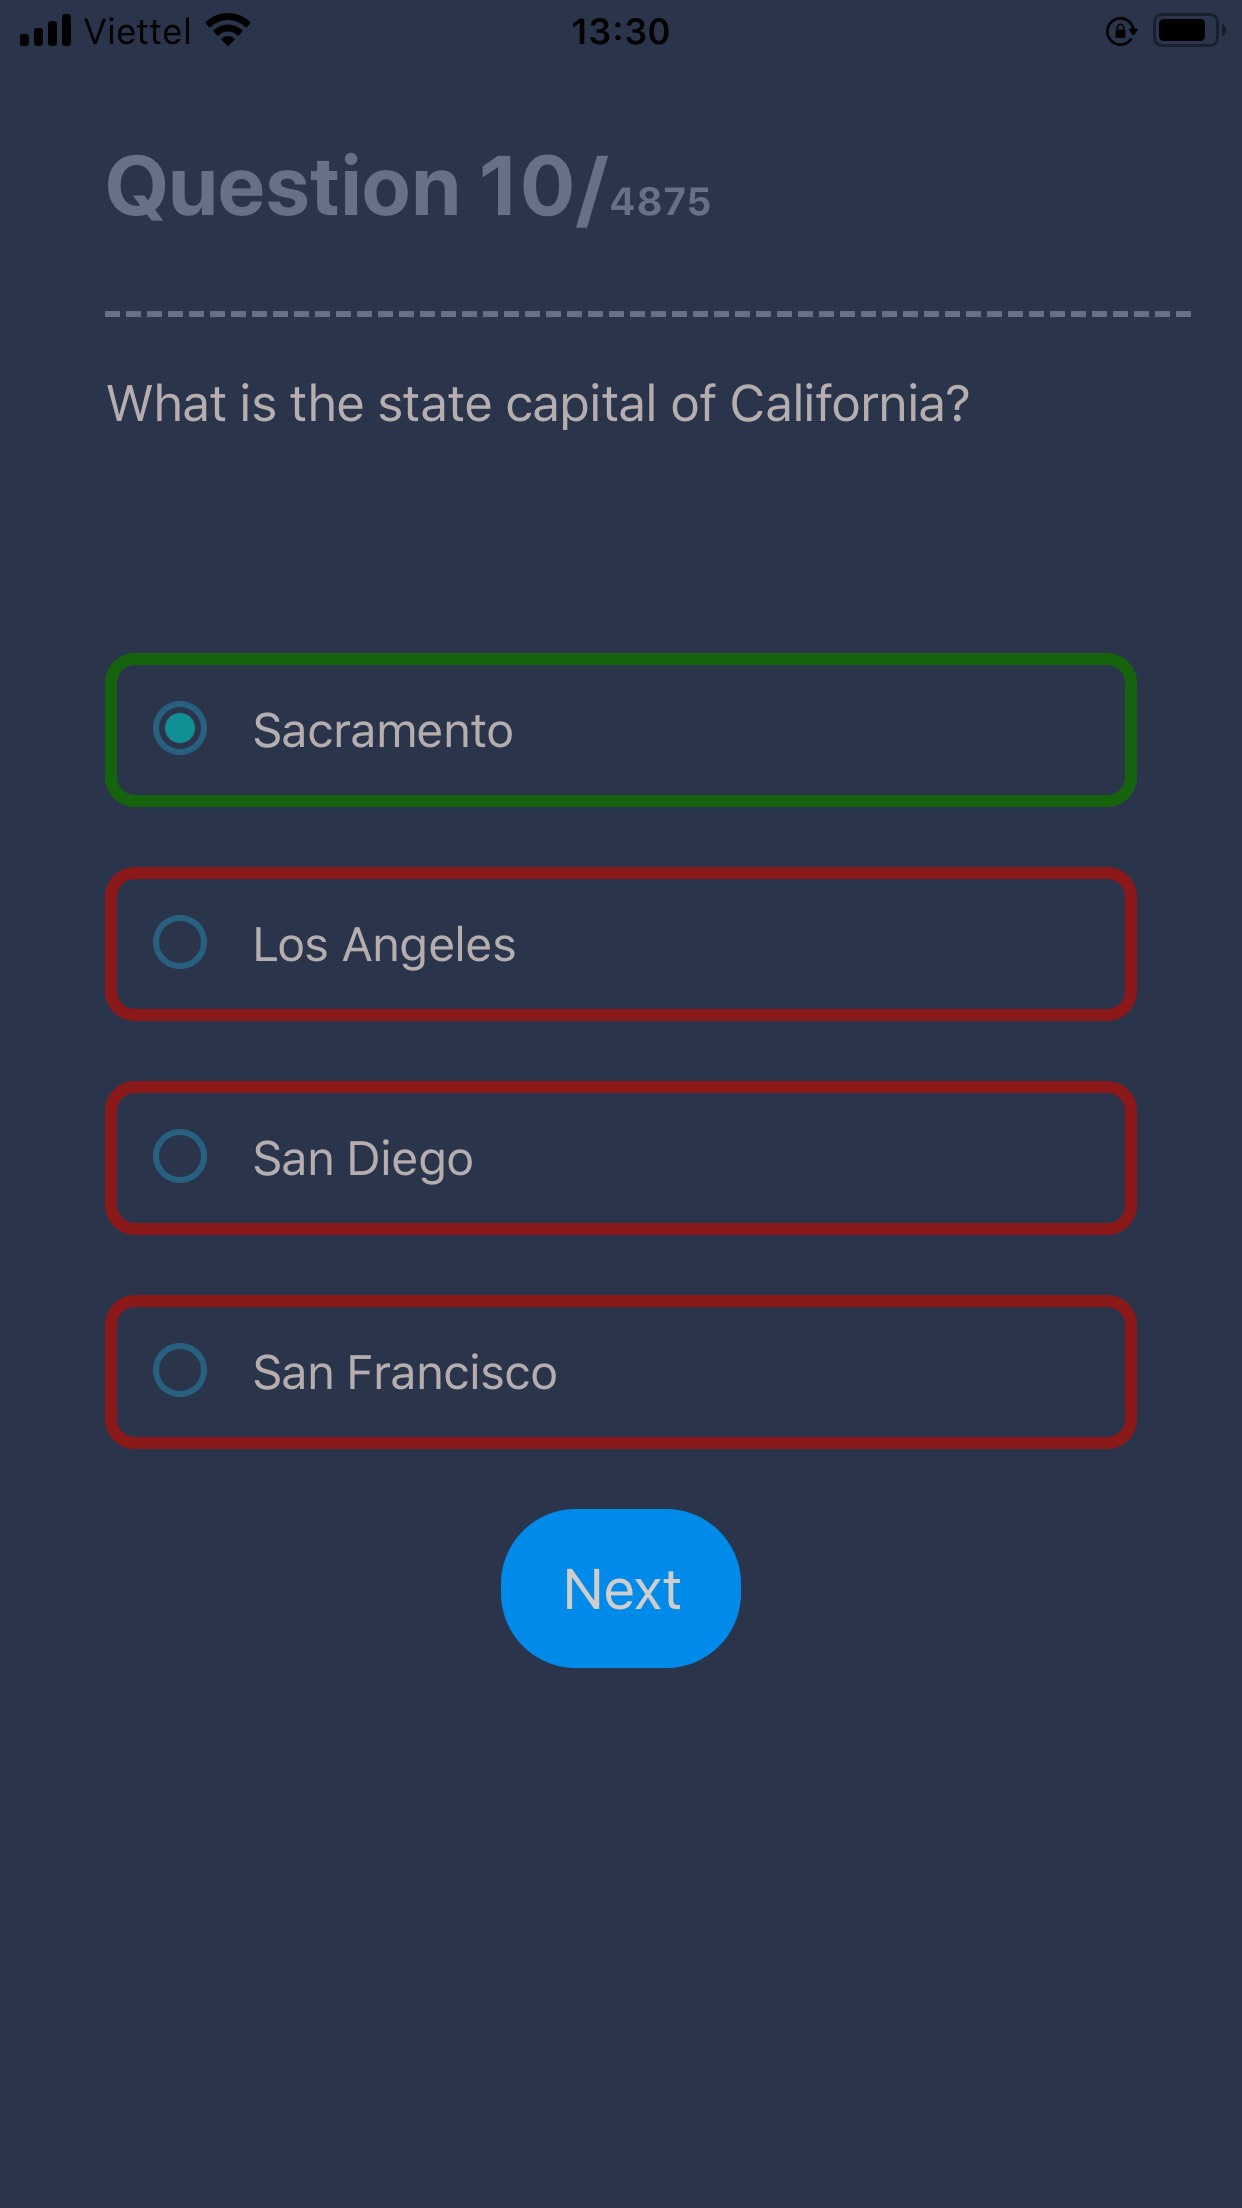 Viettel 13:30
Question 10/4875
What is the state capital of California?
Sacramento
Los Angeles
San Diego
San Francisco
Next